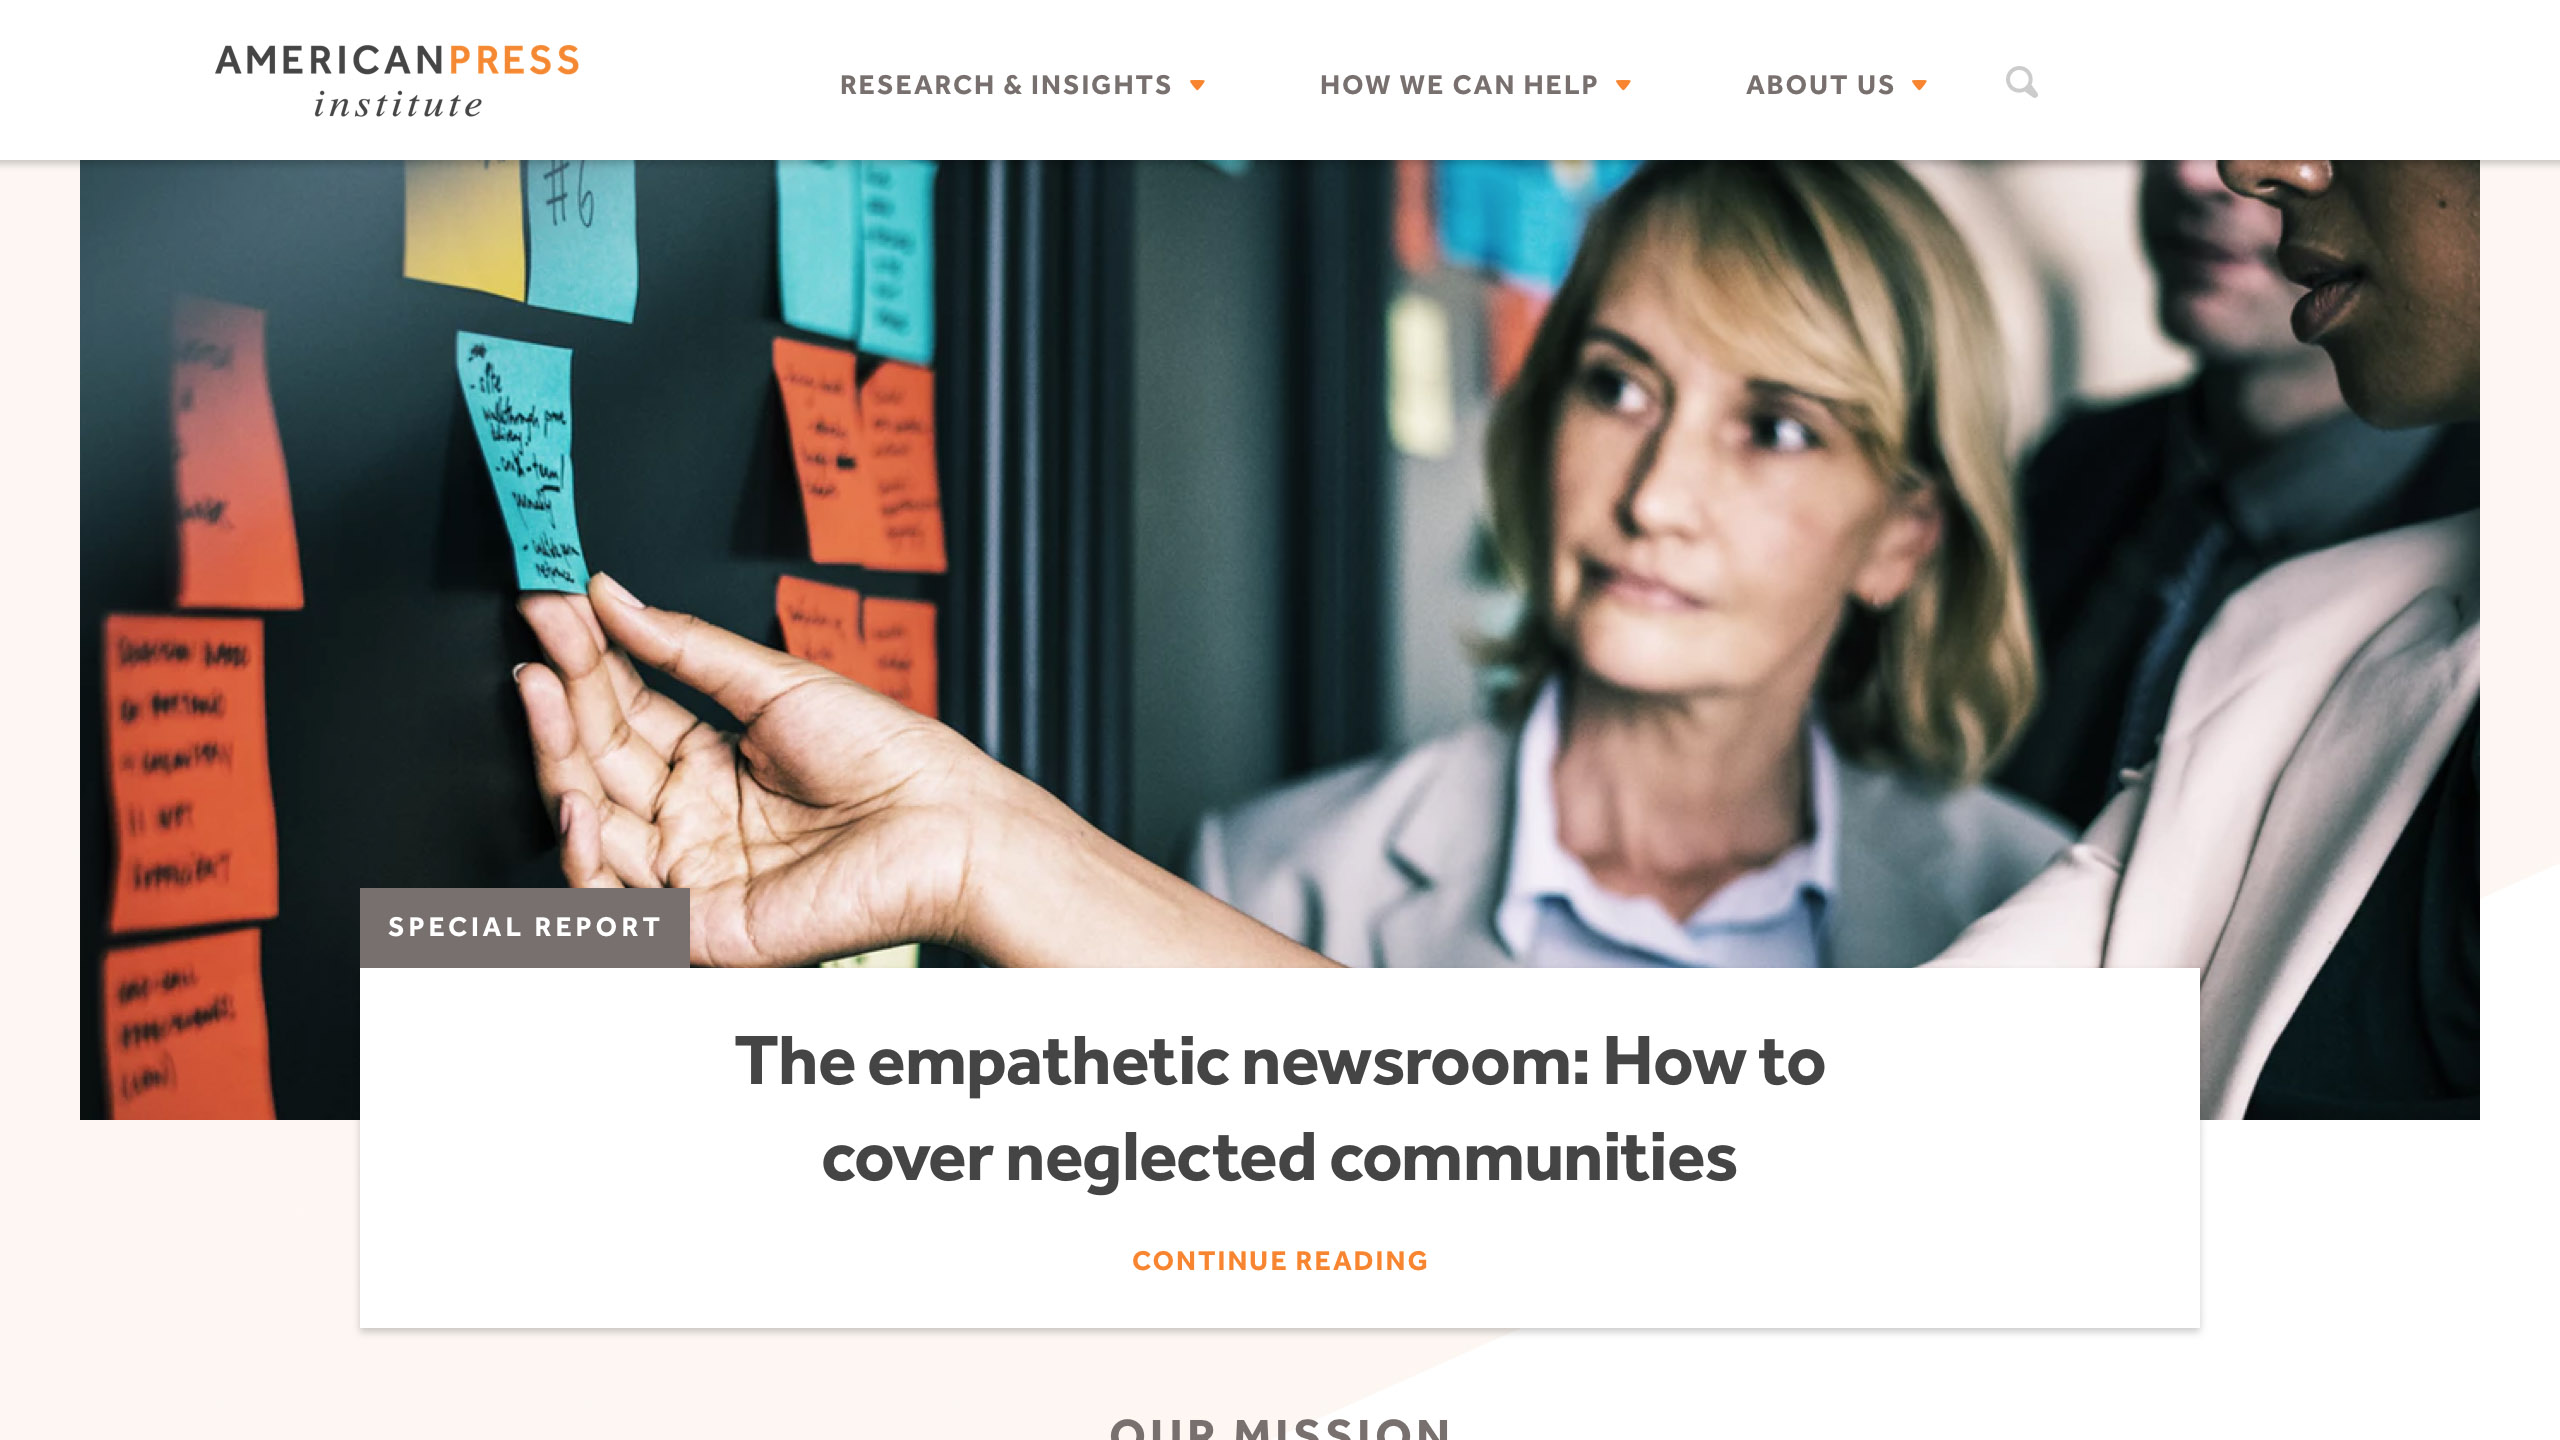 AMERICANPRESS
institute
RESEARCH & INSIGHTS
HOW WE CAN HELP
ABOUT US
#6
SPECIAL REPORT
The empathetic newsroom: How to
cover neglected communities
CONTINUE READING
OUR MISSION